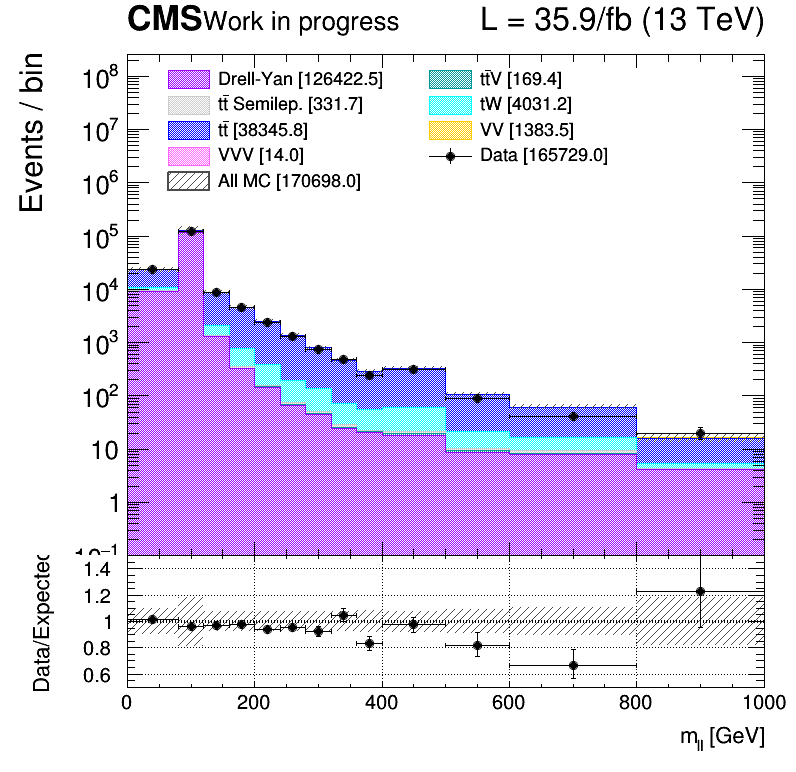 CMS Work in progress L = 35.9/fb (13 TeV)
Events / bin
Drell-Yan [126422.5] tt̄V [169.4]
tt̄ Semilep. [331.7] tW [4031.2]
tt̄ [38345.8] VV [1383.5]
VVV [14.0] Data [165729.0]
All MC [170698.0]
10⁸
10⁷
10⁶
10⁵
10⁴
10³
10²
10
1
10⁻¹
Data/Expected
1.4
1.2
1
0.8
0.6
0 200 400 600 800 1000
m_ll [GeV]